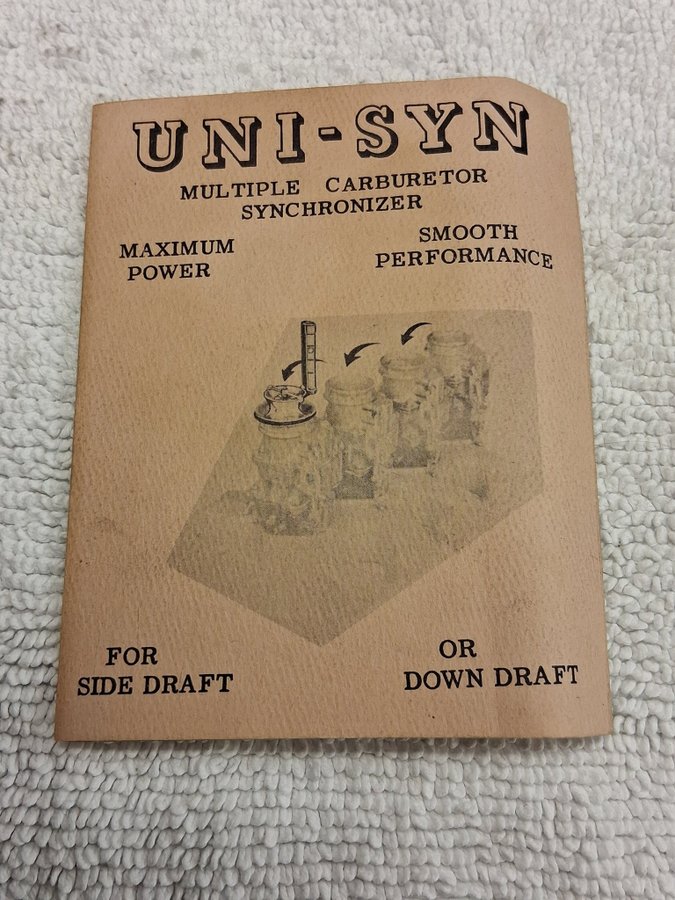 UNI-SYN
MULTIPLE CARBURETOR
SYNCHRONIZER
MAXIMUM
POWER
SMOOTH
PERFORMANCE
FOR
SIDE DRAFT
OR
DOWN DRAFT